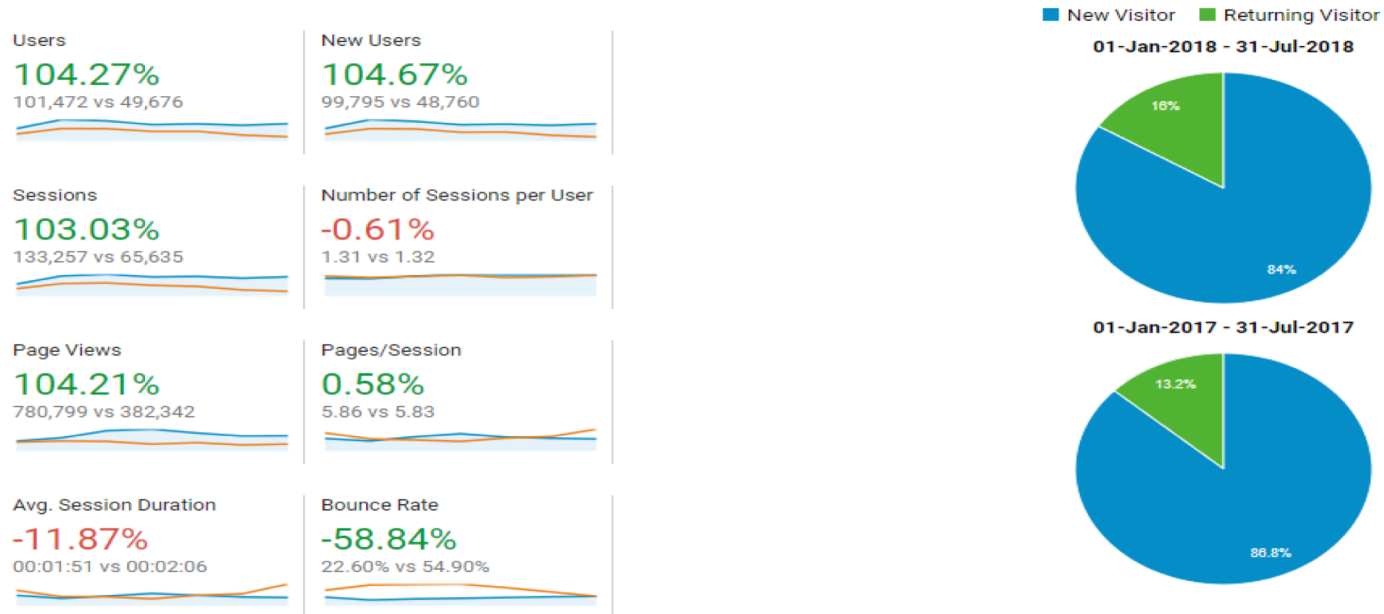 Users
104.27%
101,472 vs 49,676
New Users
104.67%
99,795 vs 48,760
Sessions
103.03%
133,257 vs 65,635
Number of Sessions per User
-0.61%
1.31 vs 1.32
Page Views
104.21%
780,799 vs 382,342
Pages/Session
0.58%
5.86 vs 5.83
Avg. Session Duration
-11.87%
00:01:51 vs 00:02:06
Bounce Rate
-58.84%
22.60% vs 54.90%
New Visitor
Returning Visitor
01-Jan-2018 - 31-Jul-2018
16%
84%
01-Jan-2017 - 31-Jul-2017
13.2%
86.8%